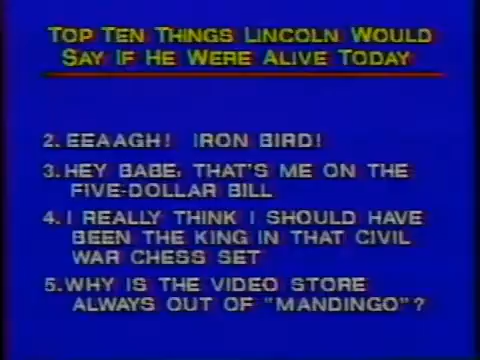 TOP TEN THINGS LINCOLN WOULD
SAY IF HE WERE ALIVE TODAY
2. EEAAGH! IRON BIRD!
3. HEY BABE, THAT'S ME ON THE
FIVE-DOLLAR BILL
4. I REALLY THINK I SHOULD HAVE
BEEN THE KING IN THAT CIVIL
WAR CHESS SET
5. WHY IS THE VIDEO STORE
ALWAYS OUT OF "MANDINGO"?